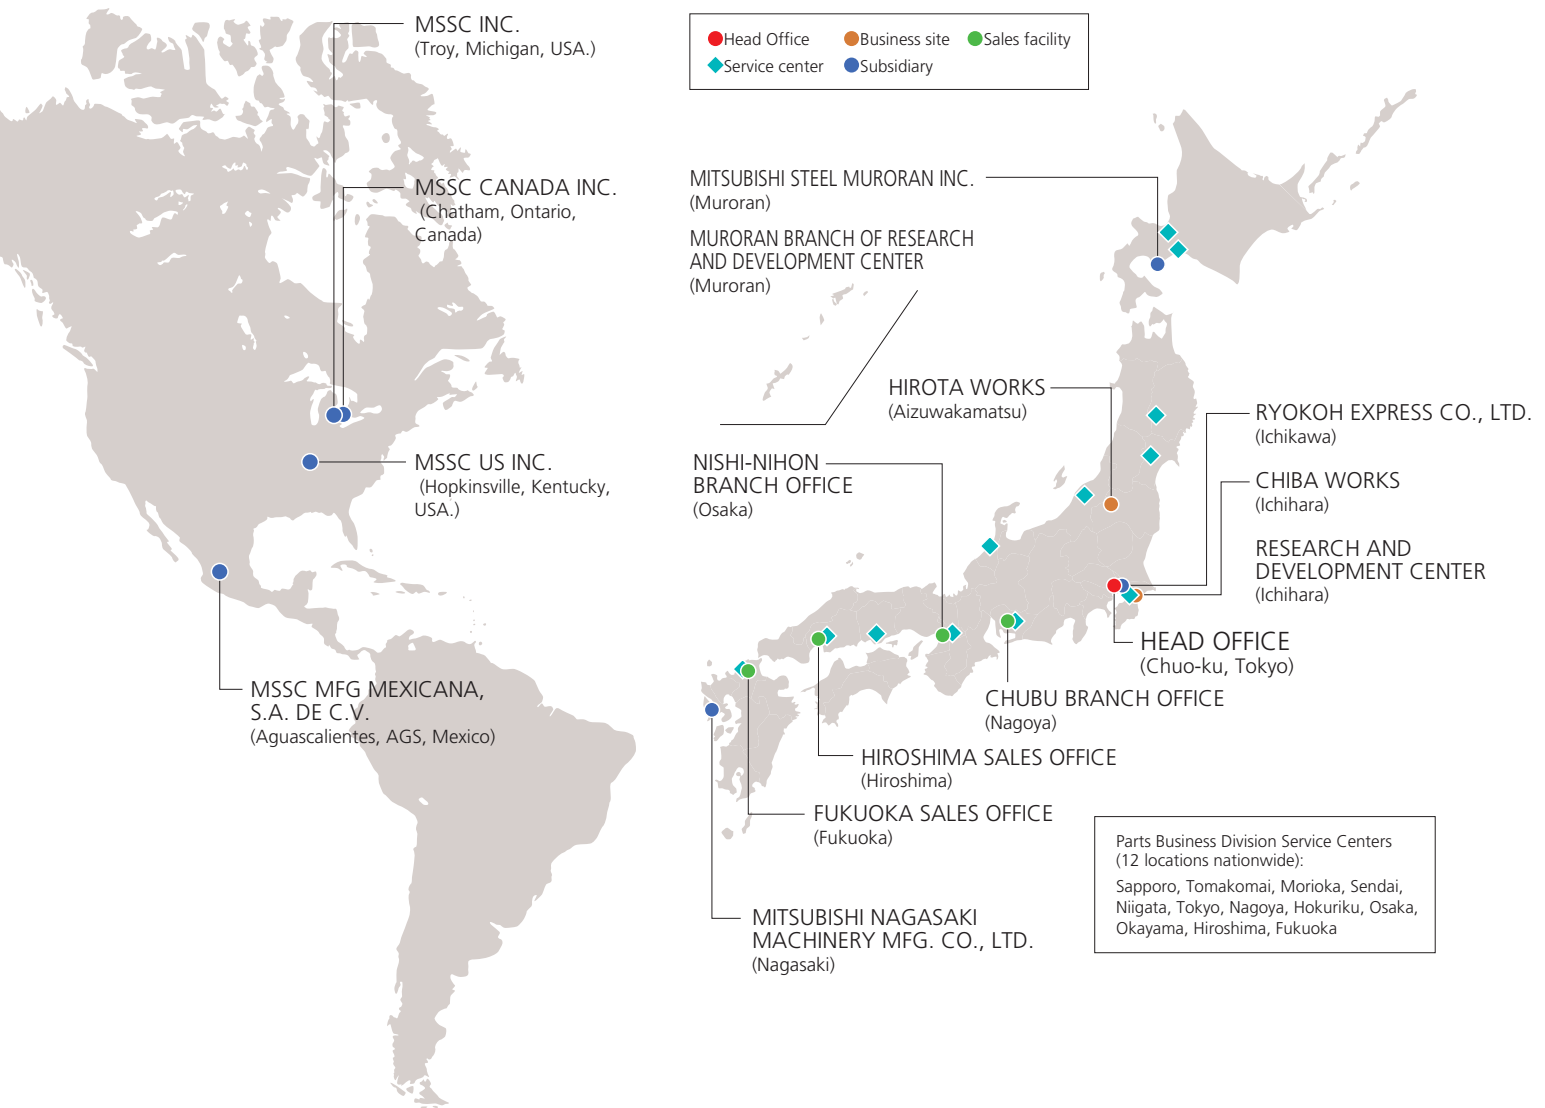 MSSC INC.
(Troy, Michigan, USA.)
MSSC CANADA INC.
(Chatham, Ontario,
Canada)
MSSC US INC.
(Hopkinsville, Kentucky,
USA.)
MSSC MFG MEXICANA,
S.A. DE C.V.
(Aguascalientes, AGS, Mexico)
Head Office
Business site
Sales facility
Service center
Subsidiary
MITSUBISHI STEEL MURORAN INC.
(Muroran)
MURORAN BRANCH OF RESEARCH
AND DEVELOPMENT CENTER
(Muroran)
HIROTA WORKS
(Aizuwakamatsu)
NISHI-NIHON
BRANCH OFFICE
(Osaka)
RYOKOH EXPRESS CO., LTD.
(Ichikawa)
CHIBA WORKS
(Ichihara)
RESEARCH AND
DEVELOPMENT CENTER
(Ichihara)
HEAD OFFICE
(Chuo-ku, Tokyo)
CHUBU BRANCH OFFICE
(Nagoya)
HIROSHIMA SALES OFFICE
(Hiroshima)
FUKUOKA SALES OFFICE
(Fukuoka)
MITSUBISHI NAGASAKI
MACHINERY MFG. CO., LTD.
(Nagasaki)
Parts Business Division Service Centers
(12 locations nationwide):
Sapporo, Tomakomai, Morioka, Sendai,
Niigata, Tokyo, Nagoya, Hokuriku, Osaka,
Okayama, Hiroshima, Fukuoka